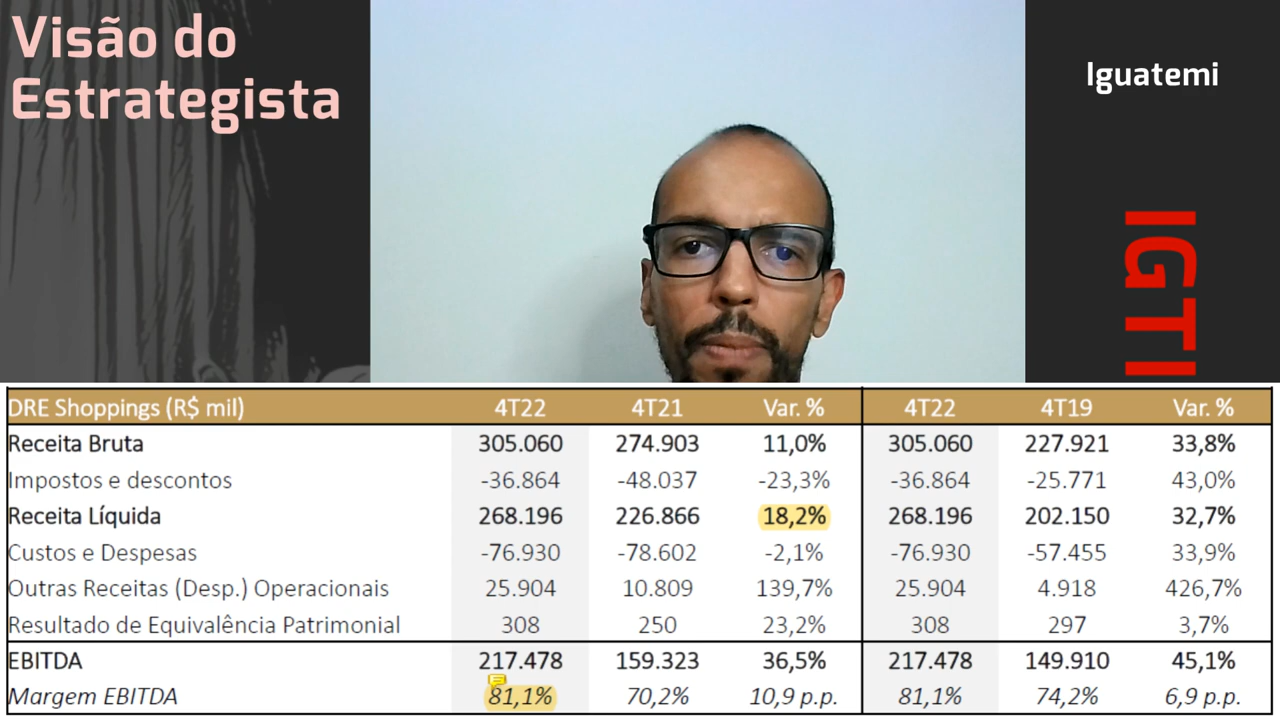 Visão do
Estrategista
Iguatemi
IGTI
DRE Shoppings (R$ mil) 4T22 4T21 Var. % 4T22 4T19 Var. %
Receita Bruta 305.060 274.903 11,0% 305.060 227.921 33,8%
Impostos e descontos -36.864 -48.037 -23,3% -36.864 -25.771 43,0%
Receita Líquida 268.196 226.866 18,2% 268.196 202.150 32,7%
Custos e Despesas -76.930 -78.602 -2,1% -76.930 -57.455 33,9%
Outras Receitas (Desp.) Operacionais 25.904 10.809 139,7% 25.904 4.918 426,7%
Resultado de Equivalência Patrimonial 308 250 23,2% 308 297 3,7%
EBITDA 217.478 159.323 36,5% 217.478 149.910 45,1%
Margem EBITDA 81,1% 70,2% 10,9 p.p. 81,1% 74,2% 6,9 p.p.